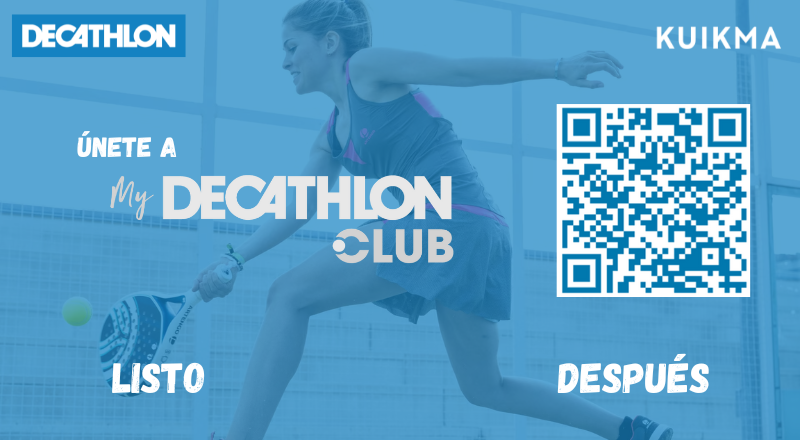 DECATHLON
KUIKMA
ÚNETE A
My DECATHLON
CLUB
LISTO
DESPUÉS